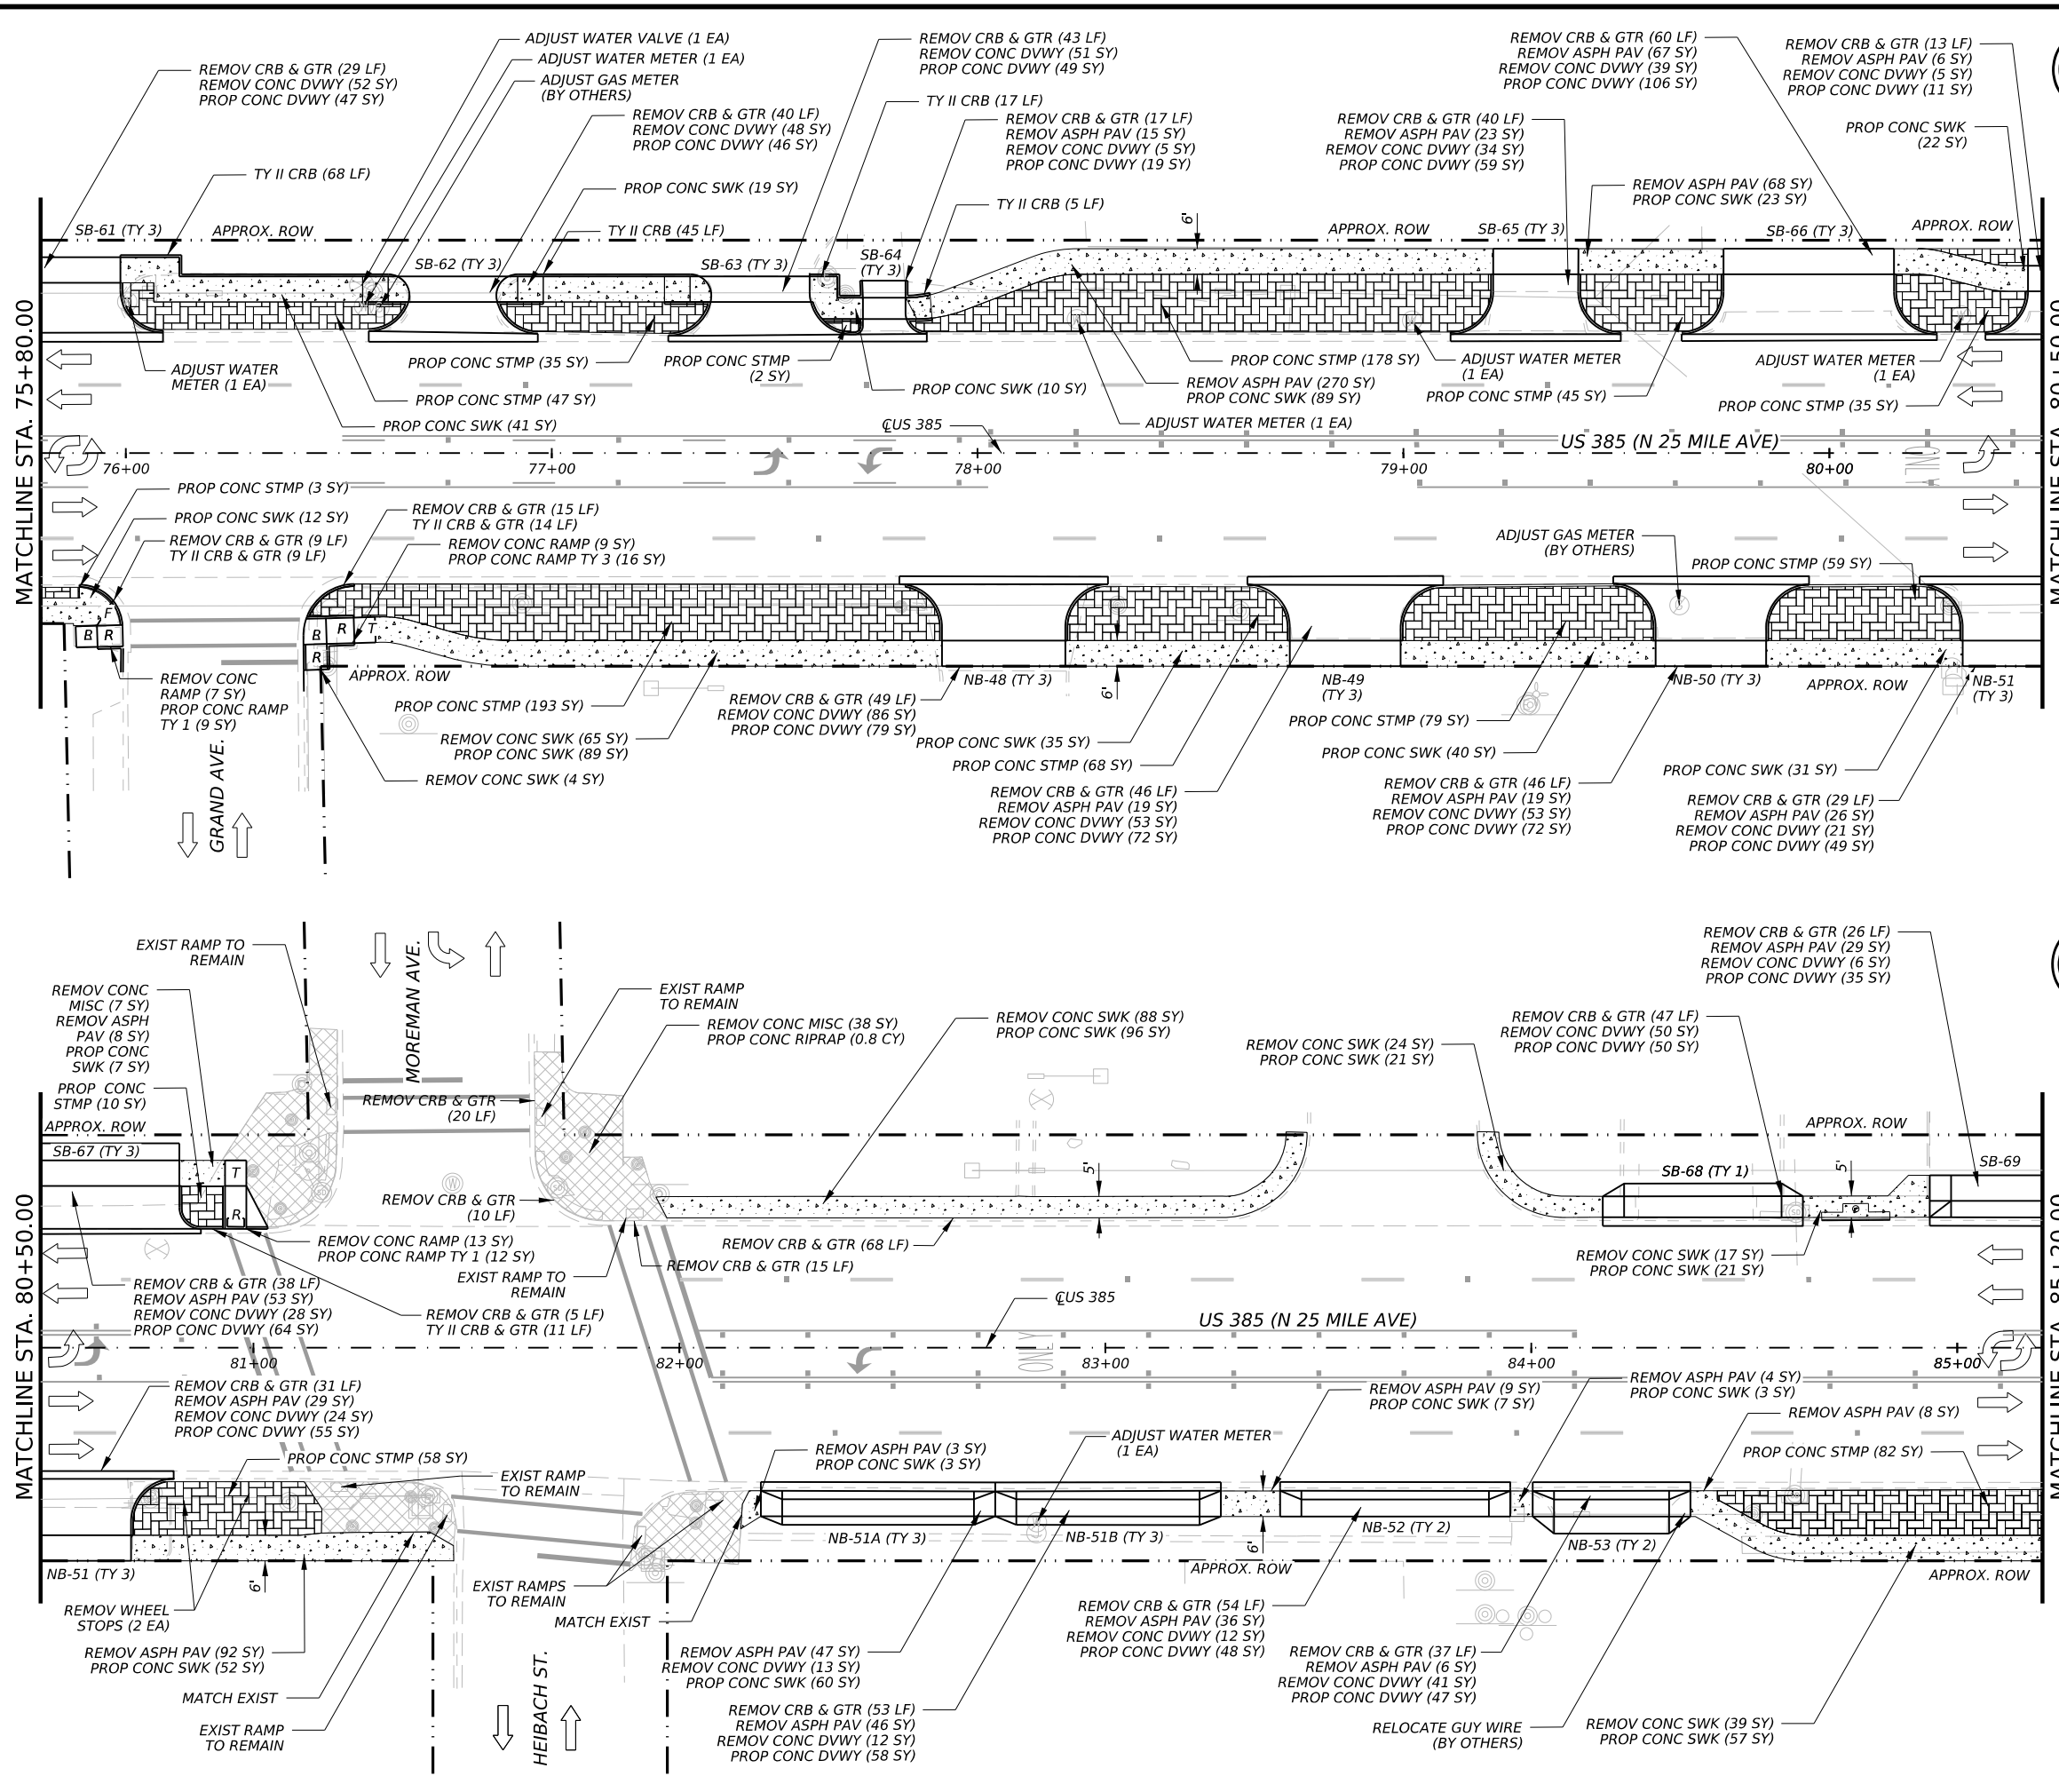 ADJUST WATER VALVE (1 EA)
ADJUST WATER METER (1 EA)
ADJUST GAS METER
(BY OTHERS)
REMOV CRB & GTR (29 LF)
REMOV CONC DVWY (52 SY)
PROP CONC DVWY (47 SY)
REMOV CRB & GTR (40 LF)
REMOV CONC DVWY (48 SY)
PROP CONC DVWY (46 SY)
REMOV CRB & GTR (43 LF)
REMOV CONC DVWY (51 SY)
PROP CONC DVWY (49 SY)
TY II CRB (17 LF)
REMOV CRB & GTR (17 LF)
REMOV ASPH PAV (15 SY)
REMOV CONC DVWY (5 SY)
PROP CONC DVWY (19 SY)
REMOV CRB & GTR (60 LF)
REMOV ASPH PAV (67 SY)
REMOV CONC DVWY (39 SY)
PROP CONC DVWY (106 SY)
REMOV CRB & GTR (13 LF)
REMOV ASPH PAV (6 SY)
REMOV CONC DVWY (5 SY)
PROP CONC DVWY (11 SY)
REMOV CRB & GTR (40 LF)
REMOV ASPH PAV (23 SY)
REMOV CONC DVWY (34 SY)
PROP CONC DVWY (59 SY)
PROP CONC SWK
(22 SY)
TY II CRB (68 LF)
PROP CONC SWK (19 SY)
TY II CRB (5 LF)
REMOV ASPH PAV (68 SY)
PROP CONC SWK (23 SY)
SB-61 (TY 3)
APPROX. ROW
TY II CRB (45 LF)
6'
APPROX. ROW
SB-65 (TY 3)
SB-66 (TY 3)
APPROX. ROW
SB-62 (TY 3)
SB-63 (TY 3)
SB-64
(TY 3)
MATCHLINE STA. 75+80.00
MATCHLINE STA. 80+50.00
ADJUST WATER
METER (1 EA)
PROP CONC STMP (35 SY)
PROP CONC STMP
(2 SY)
PROP CONC STMP (178 SY)
ADJUST WATER METER
(1 EA)
ADJUST WATER METER
(1 EA)
PROP CONC STMP (47 SY)
PROP CONC SWK (10 SY)
REMOV ASPH PAV (270 SY)
PROP CONC SWK (89 SY)
PROP CONC STMP (45 SY)
PROP CONC STMP (35 SY)
PROP CONC SWK (41 SY)
ADJUST WATER METER (1 EA)
℄US 385
US 385 (N 25 MILE AVE)
76+00
77+00
78+00
79+00
80+00
ONLY
PROP CONC STMP (3 SY)
PROP CONC SWK (12 SY)
REMOV CRB & GTR (9 LF)
TY II CRB & GTR (9 LF)
REMOV CRB & GTR (15 LF)
TY II CRB & GTR (14 LF)
REMOV CONC RAMP (9 SY)
PROP CONC RAMP TY 3 (16 SY)
ADJUST GAS METER
(BY OTHERS)
PROP CONC STMP (59 SY)
F
B
R
B
R
T
R
REMOV CONC
RAMP (7 SY)
PROP CONC RAMP
TY 1 (9 SY)
APPROX. ROW
PROP CONC STMP (193 SY)
REMOV CONC SWK (65 SY)
PROP CONC SWK (89 SY)
REMOV CONC SWK (4 SY)
REMOV CRB & GTR (49 LF)
REMOV CONC DVWY (86 SY)
PROP CONC DVWY (79 SY)
NB-48 (TY 3)
6'
NB-49
(TY 3)
NB-50 (TY 3)
APPROX. ROW
NB-51
(TY 3)
PROP CONC SWK (35 SY)
PROP CONC STMP (68 SY)
REMOV CRB & GTR (46 LF)
REMOV ASPH PAV (19 SY)
REMOV CONC DVWY (53 SY)
PROP CONC DVWY (72 SY)
PROP CONC STMP (79 SY)
PROP CONC SWK (40 SY)
REMOV CRB & GTR (46 LF)
REMOV ASPH PAV (19 SY)
REMOV CONC DVWY (53 SY)
PROP CONC DVWY (72 SY)
PROP CONC SWK (31 SY)
REMOV CRB & GTR (29 LF)
REMOV ASPH PAV (26 SY)
REMOV CONC DVWY (21 SY)
PROP CONC DVWY (49 SY)
GRAND AVE.
EXIST RAMP TO
REMAIN
MOREMAN AVE.
REMOV CONC
MISC (7 SY)
REMOV ASPH
PAV (8 SY)
PROP CONC
SWK (7 SY)
PROP CONC
STMP (10 SY)
APPROX. ROW
SB-67 (TY 3)
EXIST RAMP
TO REMAIN
REMOV CONC MISC (38 SY)
PROP CONC RIPRAP (0.8 CY)
REMOV CRB & GTR
(20 LF)
REMOV CONC SWK (88 SY)
PROP CONC SWK (96 SY)
REMOV CONC SWK (24 SY)
PROP CONC SWK (21 SY)
REMOV CRB & GTR (47 LF)
REMOV CONC DVWY (50 SY)
PROP CONC DVWY (50 SY)
REMOV CRB & GTR (26 LF)
REMOV ASPH PAV (29 SY)
REMOV CONC DVWY (6 SY)
PROP CONC DVWY (35 SY)
APPROX. ROW
T
R
W
5'
SB-68 (TY 1)
5'
SB-69
REMOV CRB & GTR
(10 LF)
REMOV CONC RAMP (13 SY)
PROP CONC RAMP TY 1 (12 SY)
REMOV CRB & GTR (68 LF)
REMOV CRB & GTR (15 LF)
EXIST RAMP TO
REMAIN
REMOV CONC SWK (17 SY)
PROP CONC SWK (21 SY)
MATCHLINE STA. 80+50.00
MATCHLINE STA. 85+20.00
REMOV CRB & GTR (38 LF)
REMOV ASPH PAV (53 SY)
REMOV CONC DVWY (28 SY)
PROP CONC DVWY (64 SY)
REMOV CRB & GTR (5 LF)
TY II CRB & GTR (11 LF)
℄US 385
US 385 (N 25 MILE AVE)
81+00
82+00
83+00
84+00
85+00
ONLY
REMOV CRB & GTR (31 LF)
REMOV ASPH PAV (29 SY)
REMOV CONC DVWY (24 SY)
PROP CONC DVWY (55 SY)
PROP CONC STMP (58 SY)
EXIST RAMP
TO REMAIN
REMOV ASPH PAV (3 SY)
PROP CONC SWK (3 SY)
ADJUST WATER METER
(1 EA)
REMOV ASPH PAV (9 SY)
PROP CONC SWK (7 SY)
REMOV ASPH PAV (4 SY)
PROP CONC SWK (3 SY)
REMOV ASPH PAV (8 SY)
PROP CONC STMP (82 SY)
NB-51A (TY 3)
NB-51B (TY 3)
NB-52 (TY 2)
NB-53 (TY 2)
6'
APPROX. ROW
APPROX. ROW
NB-51 (TY 3)
6'
REMOV WHEEL
STOPS (2 EA)
REMOV ASPH PAV (92 SY)
PROP CONC SWK (52 SY)
MATCH EXIST
EXIST RAMP
TO REMAIN
EXIST RAMPS
TO REMAIN
MATCH EXIST
HEIBACH ST.
REMOV ASPH PAV (47 SY)
REMOV CONC DVWY (13 SY)
PROP CONC SWK (60 SY)
REMOV CRB & GTR (53 LF)
REMOV ASPH PAV (46 SY)
REMOV CONC DVWY (12 SY)
PROP CONC DVWY (58 SY)
REMOV CRB & GTR (54 LF)
REMOV ASPH PAV (36 SY)
REMOV CONC DVWY (12 SY)
PROP CONC DVWY (48 SY)
REMOV CRB & GTR (37 LF)
REMOV ASPH PAV (6 SY)
REMOV CONC DVWY (41 SY)
PROP CONC DVWY (47 SY)
RELOCATE GUY WIRE
(BY OTHERS)
REMOV CONC SWK (39 SY)
PROP CONC SWK (57 SY)